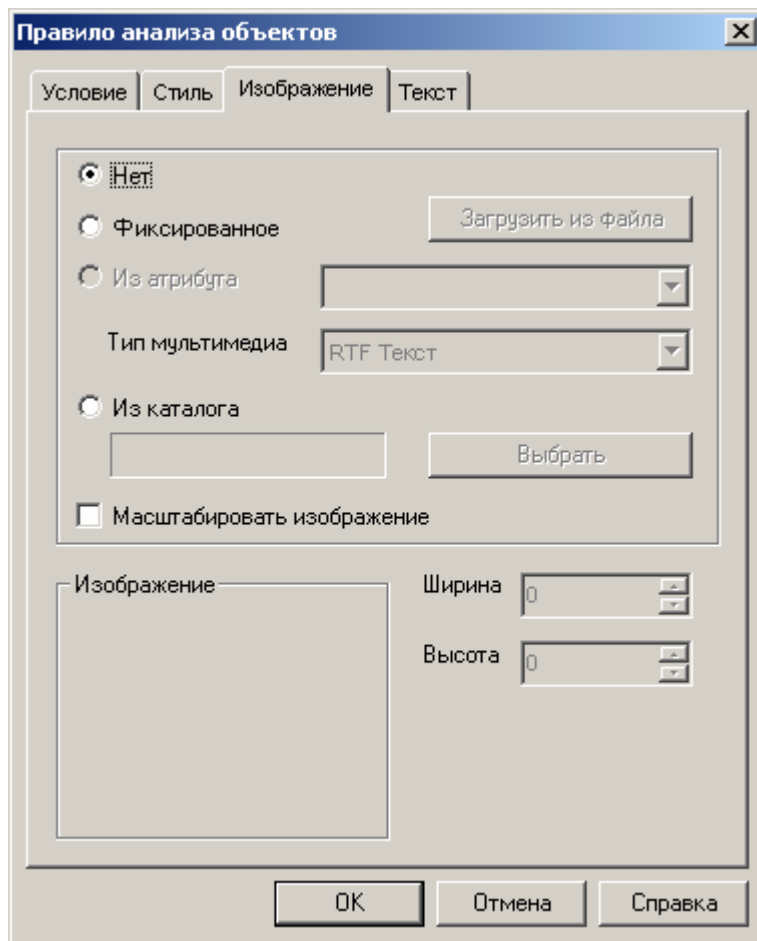 Правило анализа объектов
Условие Стиль Изображение Текст
Нет
Фиксированное Загрузить из файла
Из атрибута
Тип мультимедиа RTF Текст
Из каталога
Выбрать
Масштабировать изображение
Изображение Ширина 0
Высота 0
OK Отмена Справка